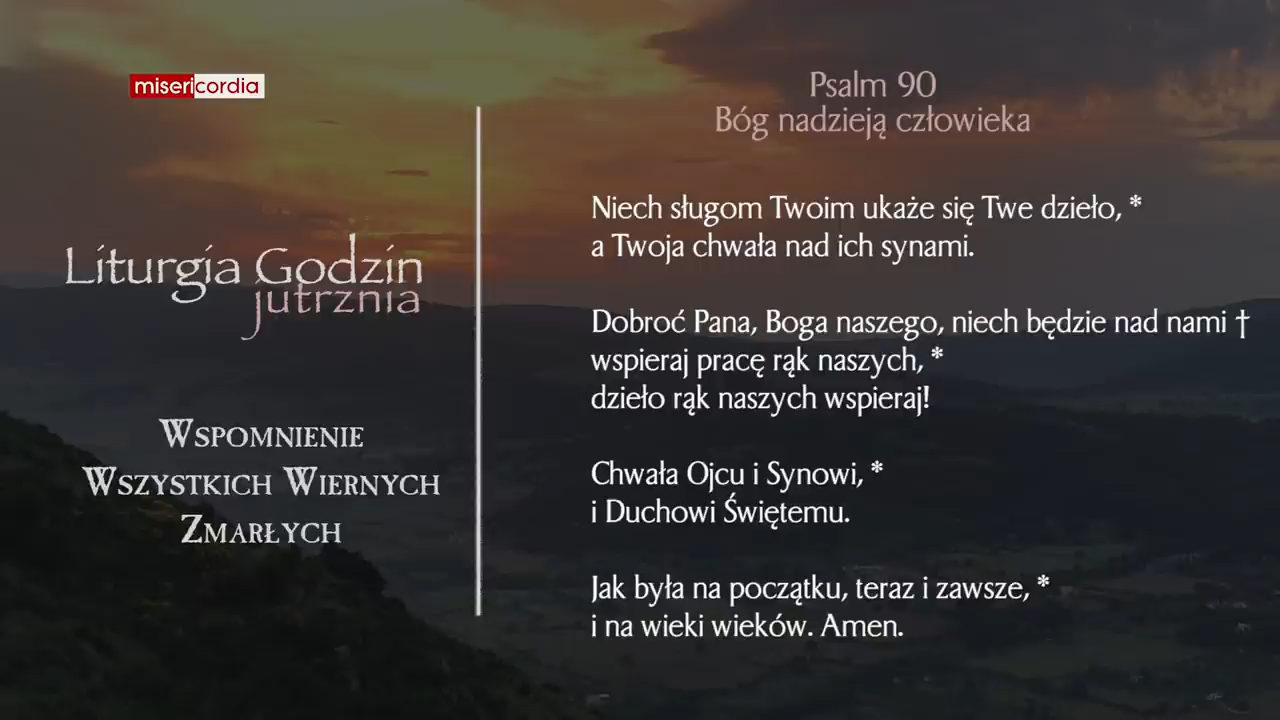 misericordia
Liturgia Godzin
jutrznia
Wspomnienie
Wszystkich Wiernych
Zmarłych
Psalm 90
Bóg nadzieją człowieka
Niech sługom Twoim ukaże się Twe dzieło, *
a Twoja chwała nad ich synami.
Dobroć Pana, Boga naszego, niech będzie nad nami †
wspieraj pracę rąk naszych, *
dzieło rąk naszych wspieraj!
Chwała Ojcu i Synowi, *
i Duchowi Świętemu.
Jak była na początku, teraz i zawsze, *
i na wieki wieków. Amen.